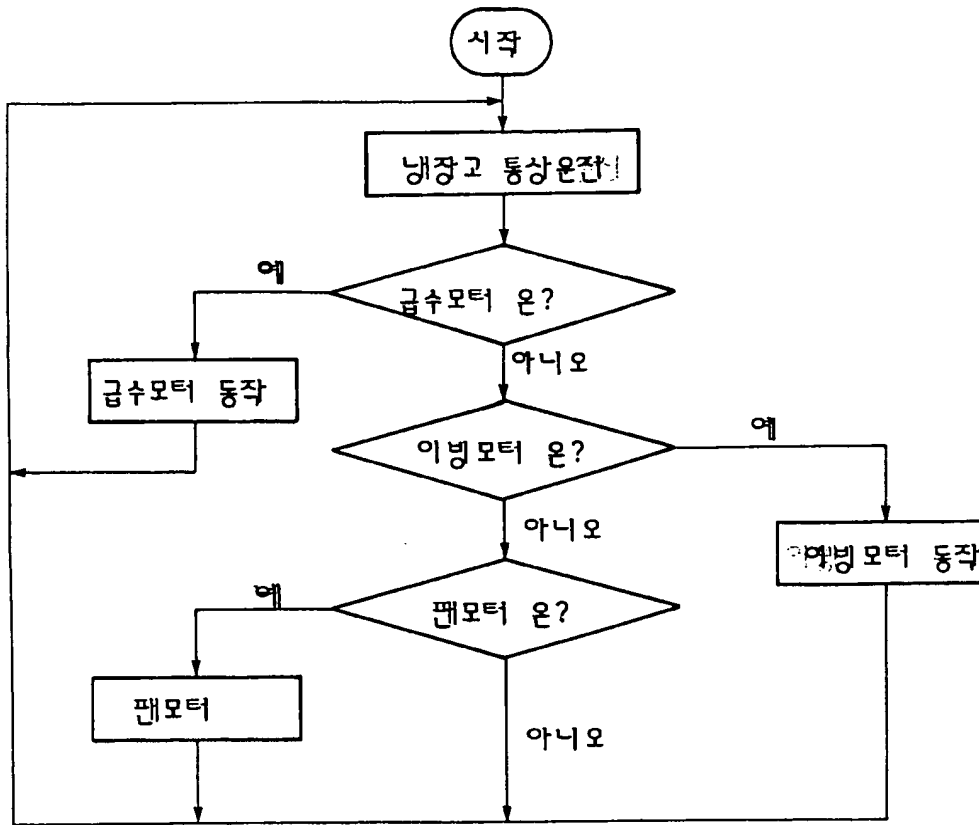 시작
냉장고 통상운전
예
급수모터 온?
아니오
급수모터 동작
예
이빙모터 온?
아니오
이빙모터 동작
예
팬모터 온?
팬모터
아니오